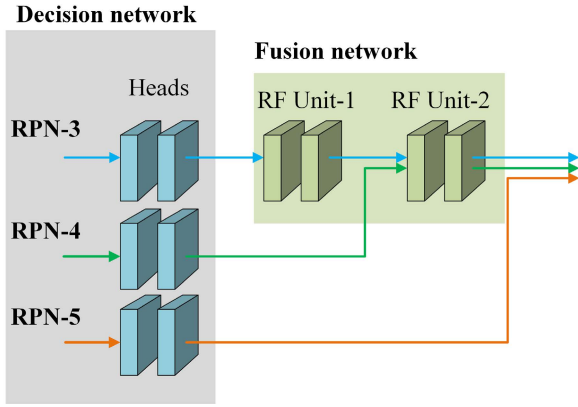 Decision network
Fusion network
Heads
RF Unit-1
RF Unit-2
RPN-3
RPN-4
RPN-5